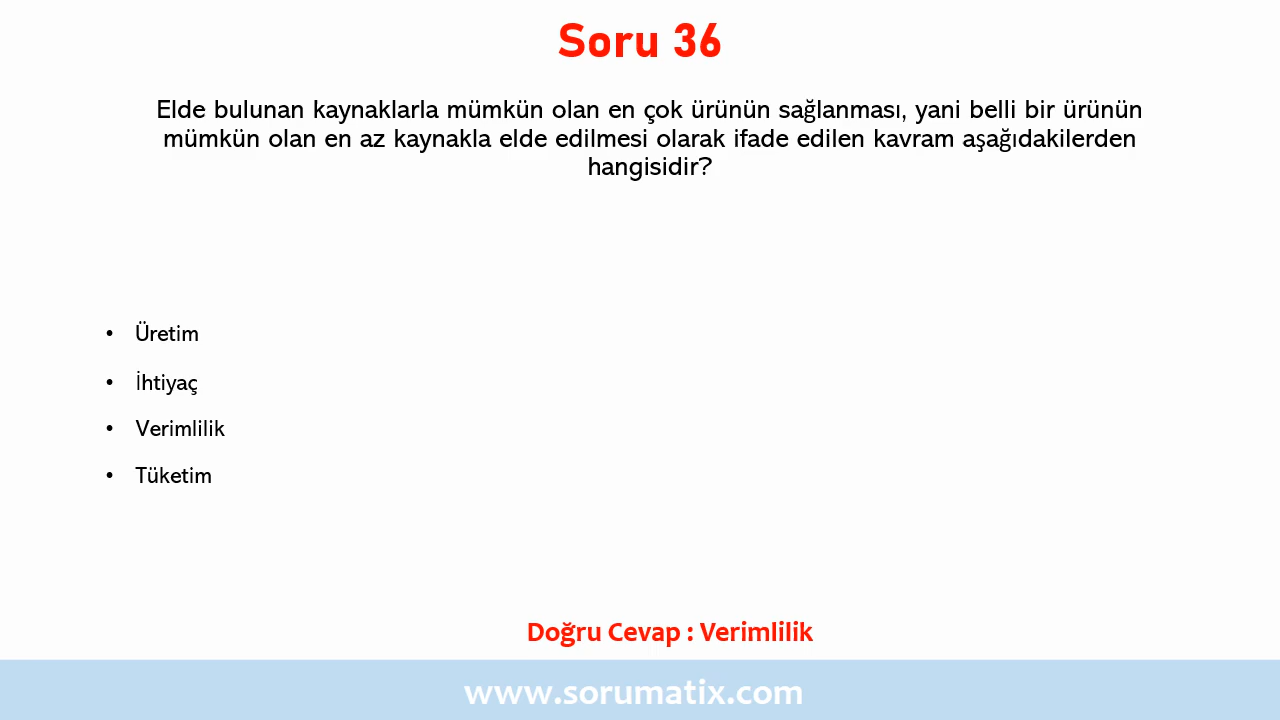 Soru 36
Elde bulunan kaynaklarla mümkün olan en çok ürünün sağlanması, yani belli bir ürünün
mümkün olan en az kaynakla elde edilmesi olarak ifade edilen kavram aşağıdakilerden
hangisidir?
• Üretim
• İhtiyaç
• Verimlilik
• Tüketim
Doğru Cevap : Verimlilik
www.sorumatix.com